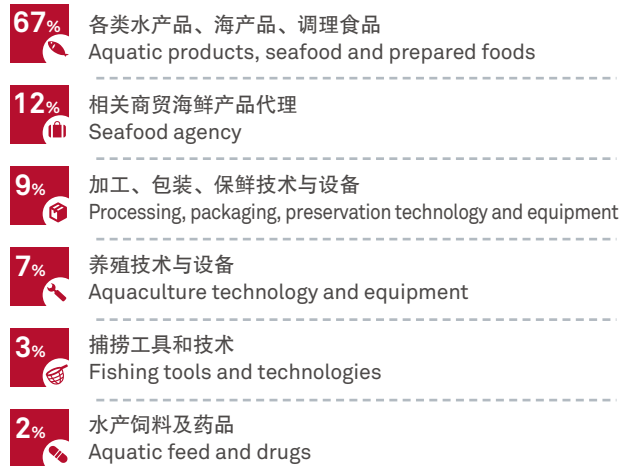 67%
各类水产品、海产品、调理食品
Aquatic products, seafood and prepared foods
12%
相关商贸海鲜产品代理
Seafood agency
9%
加工、包装、保鲜技术与设备
Processing, packaging, preservation technology and equipment
7%
养殖技术与设备
Aquaculture technology and equipment
3%
捕捞工具和技术
Fishing tools and technologies
2%
水产饲料及药品
Aquatic feed and drugs